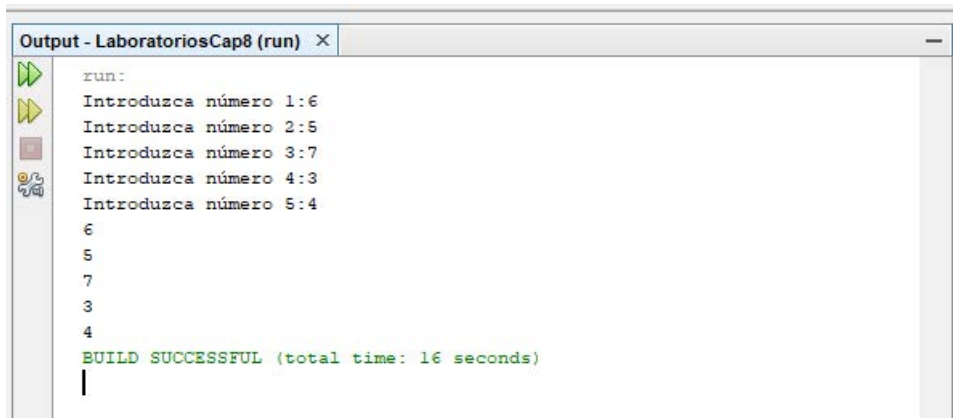 Output - LaboratoriosCap8 (run)
run:
Introduzca número 1:6
Introduzca número 2:5
Introduzca número 3:7
Introduzca número 4:3
Introduzca número 5:4
6
5
7
3
4
BUILD SUCCESSFUL (total time: 16 seconds)